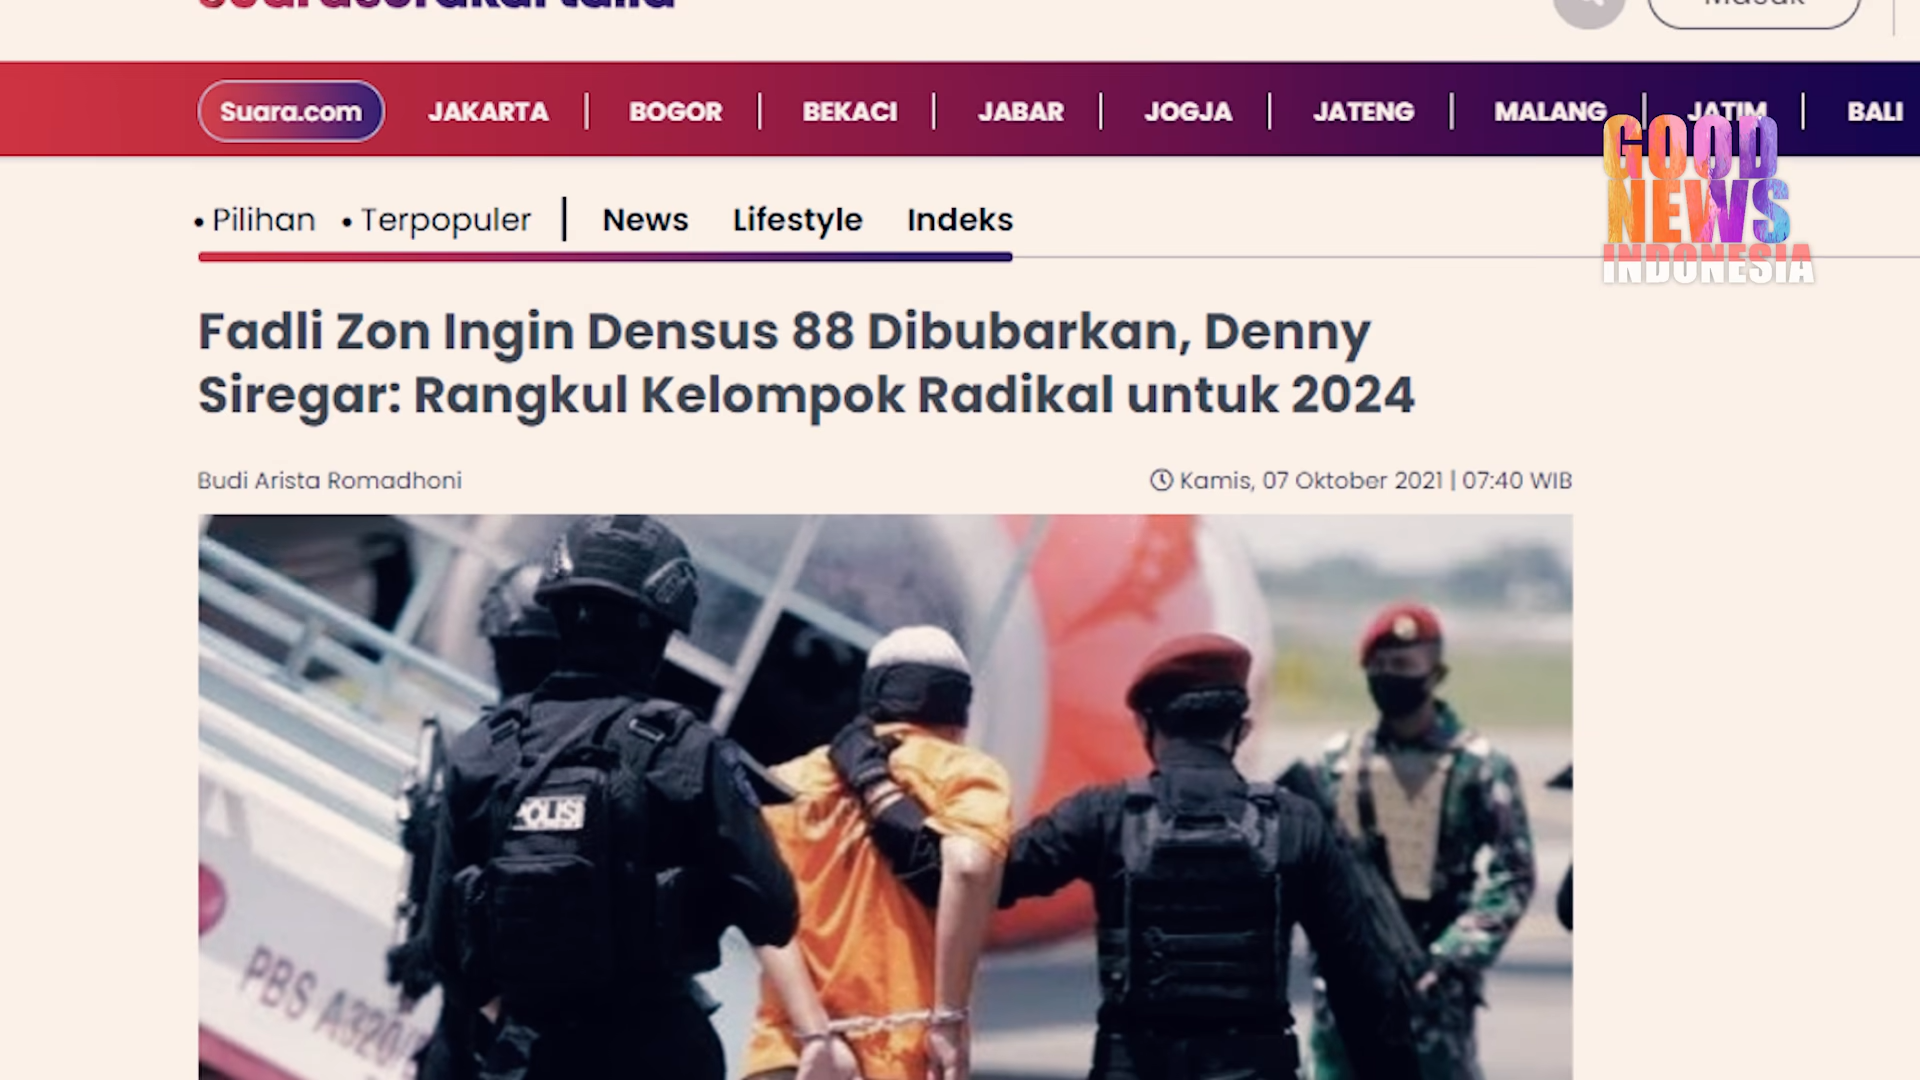 Suara.com JAKARTA BOGOR BEKACI JABAR JOGJA JATENG MALANG JATIM BALI
GOOD
NEWS
INDONESIA
• Pilihan • Terpopuler News Lifestyle Indeks
Fadli Zon Ingin Densus 88 Dibubarkan, Denny
Siregar: Rangkul Kelompok Radikal untuk 2024
Budi Arista Romadhoni
Kamis, 07 Oktober 2021 | 07:40 WIB
POLISI
PBS A320/